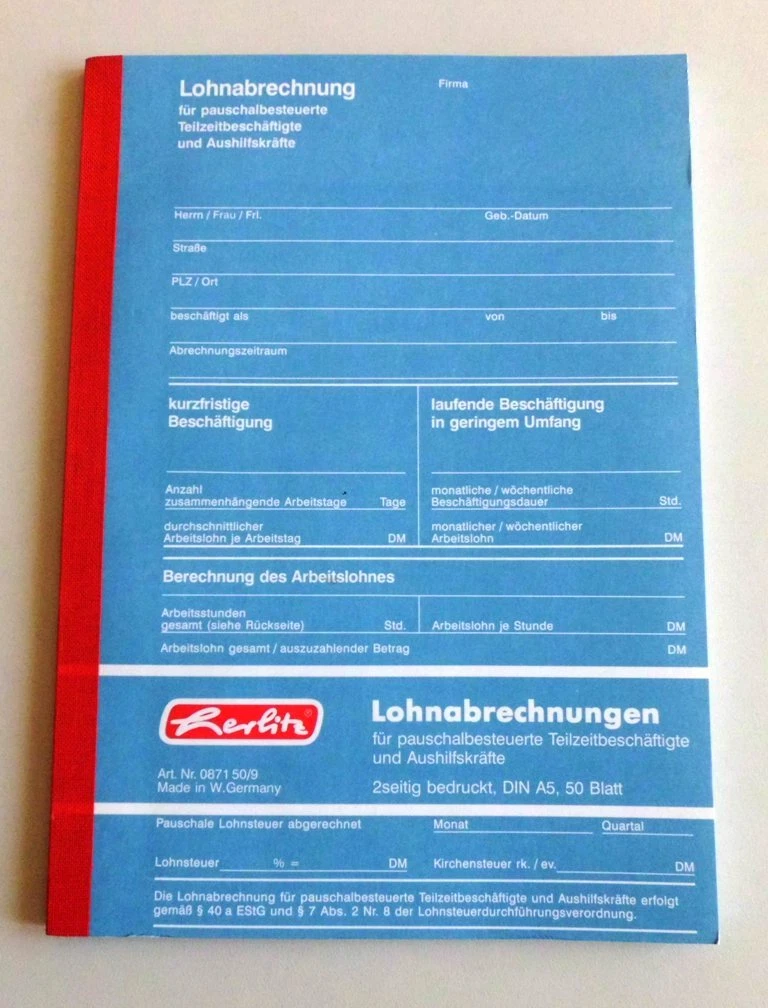 Lohnabrechnung
Firma
für pauschalbesteuerte
Teilzeitbeschäftigte
und Aushilfskräfte
Herrn / Frau / Frl. Geb.-Datum
Straße
PLZ / Ort
beschäftigt als von bis
Abrechnungszeitraum
kurzfristige
Beschäftigung
laufende Beschäftigung
in geringem Umfang
Anzahl
zusammenhängende Arbeitstage Tage
monatliche / wöchentliche
Beschäftigungsdauer Std.
durchschnittlicher
Arbeitslohn je Arbeitstag DM
monatlicher / wöchentlicher
Arbeitslohn DM
Berechnung des Arbeitslohnes
Arbeitsstunden
gesamt (siehe Rückseite) Std.
Arbeitslohn je Stunde DM
Arbeitslohn gesamt / auszuzahlender Betrag DM
herlitz®
Art. Nr. 0871 50/9
Made in W.Germany
Lohnabrechnungen
für pauschalbesteuerte Teilzeitbeschäftigte
und Aushilfskräfte
2seitig bedruckt, DIN A5, 50 Blatt
Pauschale Lohnsteuer abgerechnet Monat Quartal
Lohnsteuer % = DM Kirchensteuer rk. / ev. DM
Die Lohnabrechnung für pauschalbesteuerte Teilzeitbeschäftigte und Aushilfskräfte erfolgt
gemäß § 40 a EStG und § 7 Abs. 2 Nr. 8 der Lohnsteuerdurchführungsverordnung.